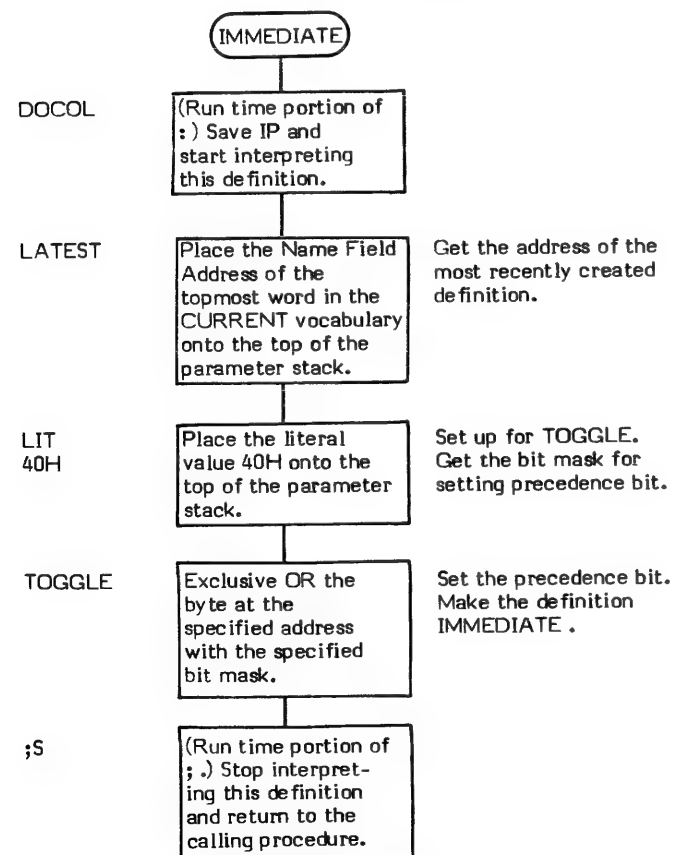 IMMEDIATE
DOCOL
(Run time portion of
: ) Save IP and
start interpreting
this definition.
LATEST
Place the Name Field
Address of the
topmost word in the
CURRENT vocabulary
onto the top of the
parameter stack.
Get the address of the
most recently created
definition.
LIT
40H
Place the literal
value 40H onto the
top of the parameter
stack.
Set up for TOGGLE.
Get the bit mask for
setting precedence bit.
TOGGLE
Exclusive OR the
byte at the
specified address
with the specified
bit mask.
Set the precedence bit.
Make the definition
IMMEDIATE .
;S
(Run time portion of
; .) Stop interpret-
ing this definition
and return to the
calling procedure.